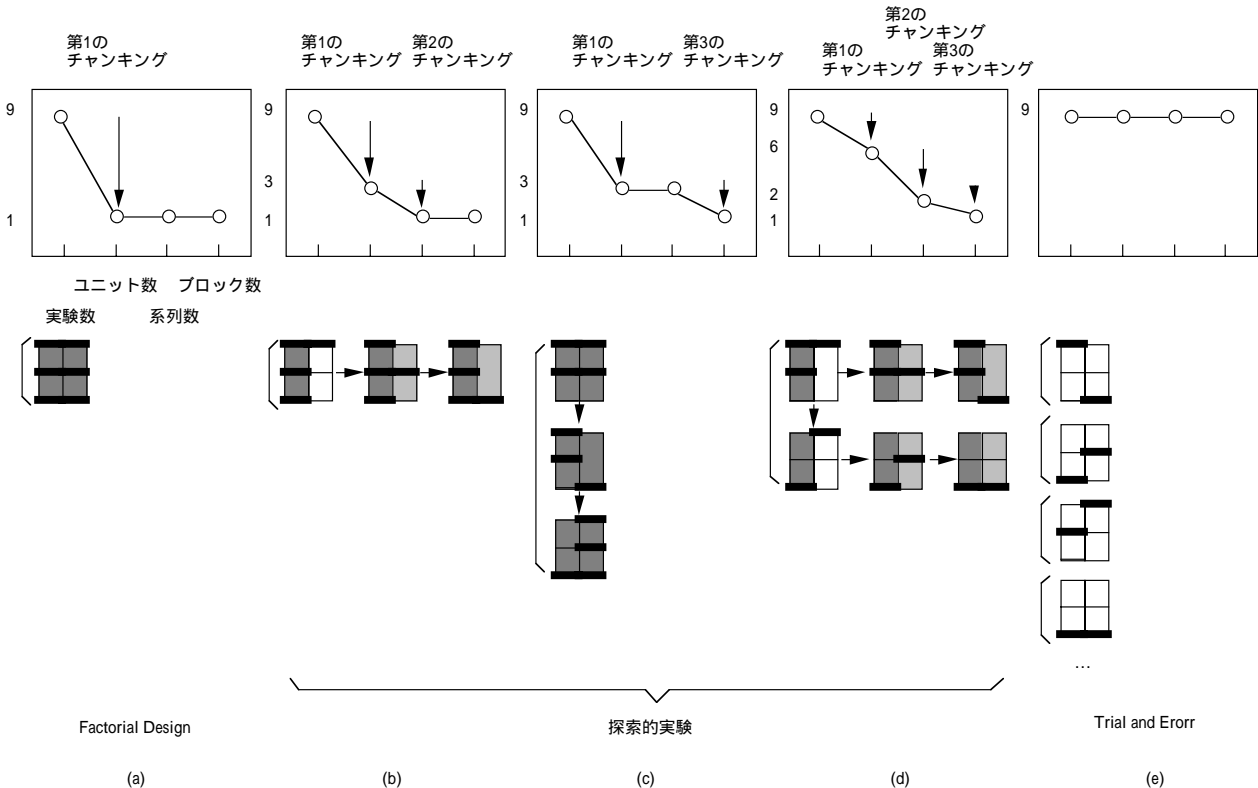 第1の
チャンキング
第1の
チャンキング
第2の
チャンキング
第1の
チャンキング
第3の
チャンキング
第2の
チャンキング
第1の
チャンキング
第3の
チャンキング
9
1
9
3
1
9
3
1
9
6
2
1
9
ユニット数
ブロック数
実験数
系列数
...
Factorial Design
探索的実験
Trial and Erorr
(a)
(b)
(c)
(d)
(e)